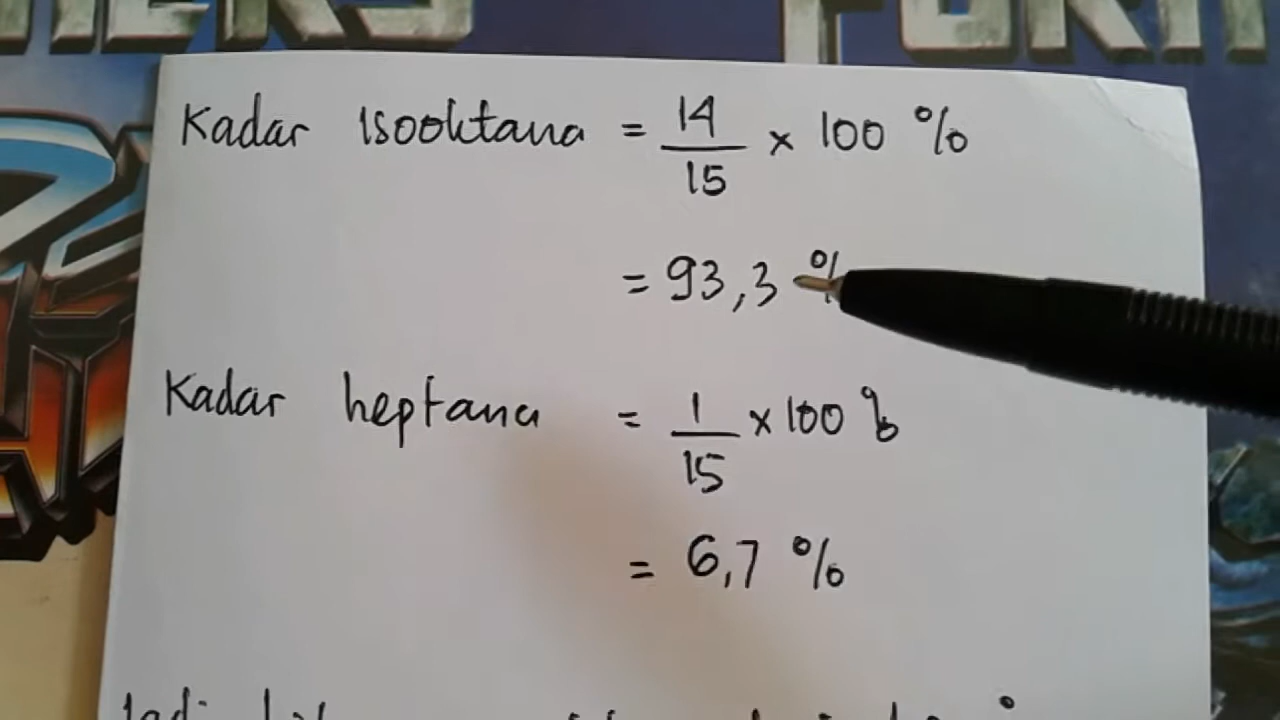 Kadar isooktana = 14/15 × 100 %
= 93,3 %
Kadar heptana = 1/15 × 100 %
= 6,7 %